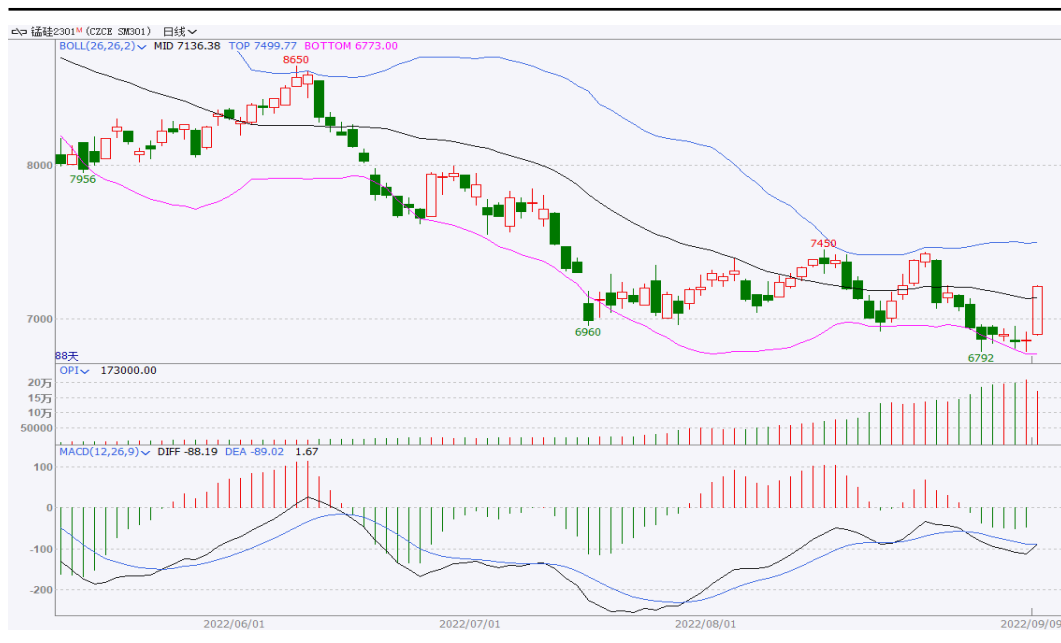 锰硅2301ᴹ (CZCE SM301) 日线
BOLL(26,26,2) MID 7136.38 TOP 7499.77 BOTTOM 6773.00
8650
8000
7956
7450
7000
6960
6792
88天
OPI 173000.00
20万
15万
10万
50000
MACD(12,26,9) DIFF -88.19 DEA -89.02 1.67
100
0
-100
-200
2022/06/01 2022/07/01 2022/08/01 2022/09/09